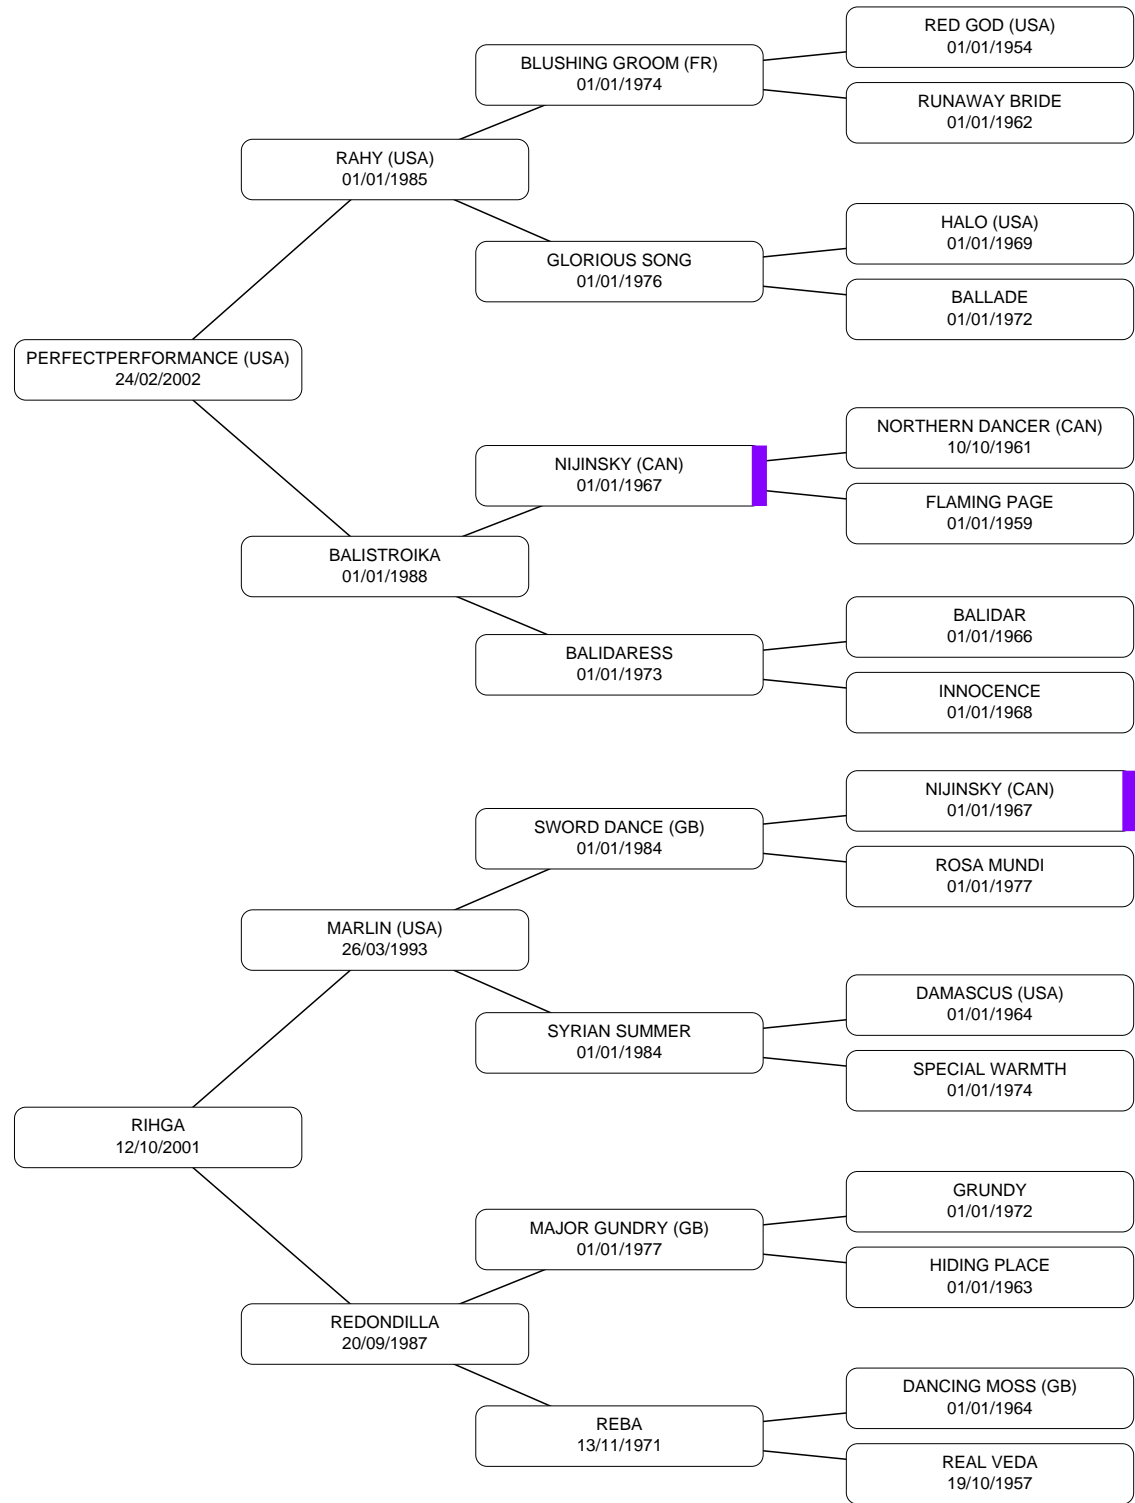 RED GOD (USA)
01/01/1954
BLUSHING GROOM (FR)
01/01/1974
RUNAWAY BRIDE
01/01/1962
RAHY (USA)
01/01/1985
HALO (USA)
01/01/1969
GLORIOUS SONG
01/01/1976
BALLADE
01/01/1972
PERFECTPERFORMANCE (USA)
24/02/2002
NORTHERN DANCER (CAN)
10/10/1961
NIJINSKY (CAN)
01/01/1967
FLAMING PAGE
01/01/1959
BALISTROIKA
01/01/1988
BALIDAR
01/01/1966
BALIDARESS
01/01/1973
INNOCENCE
01/01/1968
NIJINSKY (CAN)
01/01/1967
SWORD DANCE (GB)
01/01/1984
ROSA MUNDI
01/01/1977
MARLIN (USA)
26/03/1993
DAMASCUS (USA)
01/01/1964
SYRIAN SUMMER
01/01/1984
SPECIAL WARMTH
01/01/1974
RIHGA
12/10/2001
GRUNDY
01/01/1972
MAJOR GUNDRY (GB)
01/01/1977
HIDING PLACE
01/01/1963
REDONDILLA
20/09/1987
DANCING MOSS (GB)
01/01/1964
REBA
13/11/1971
REAL VEDA
19/10/1957